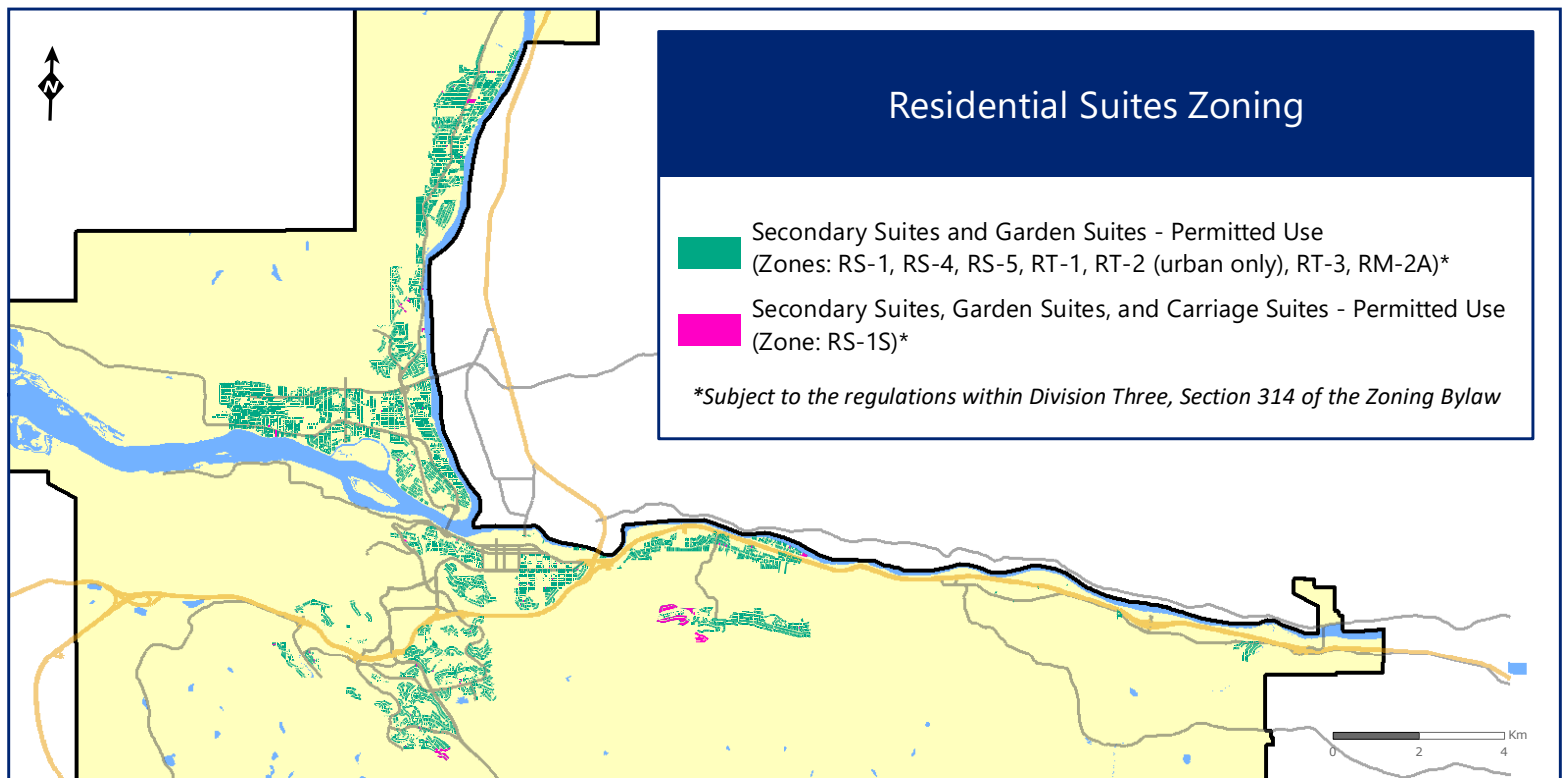 N
Residential Suites Zoning
Secondary Suites and Garden Suites - Permitted Use
(Zones: RS-1, RS-4, RS-5, RT-1, RT-2 (urban only), RT-3, RM-2A)*
Secondary Suites, Garden Suites, and Carriage Suites - Permitted Use
(Zone: RS-1S)*
*Subject to the regulations within Division Three, Section 314 of the Zoning Bylaw
Km
0 2 4